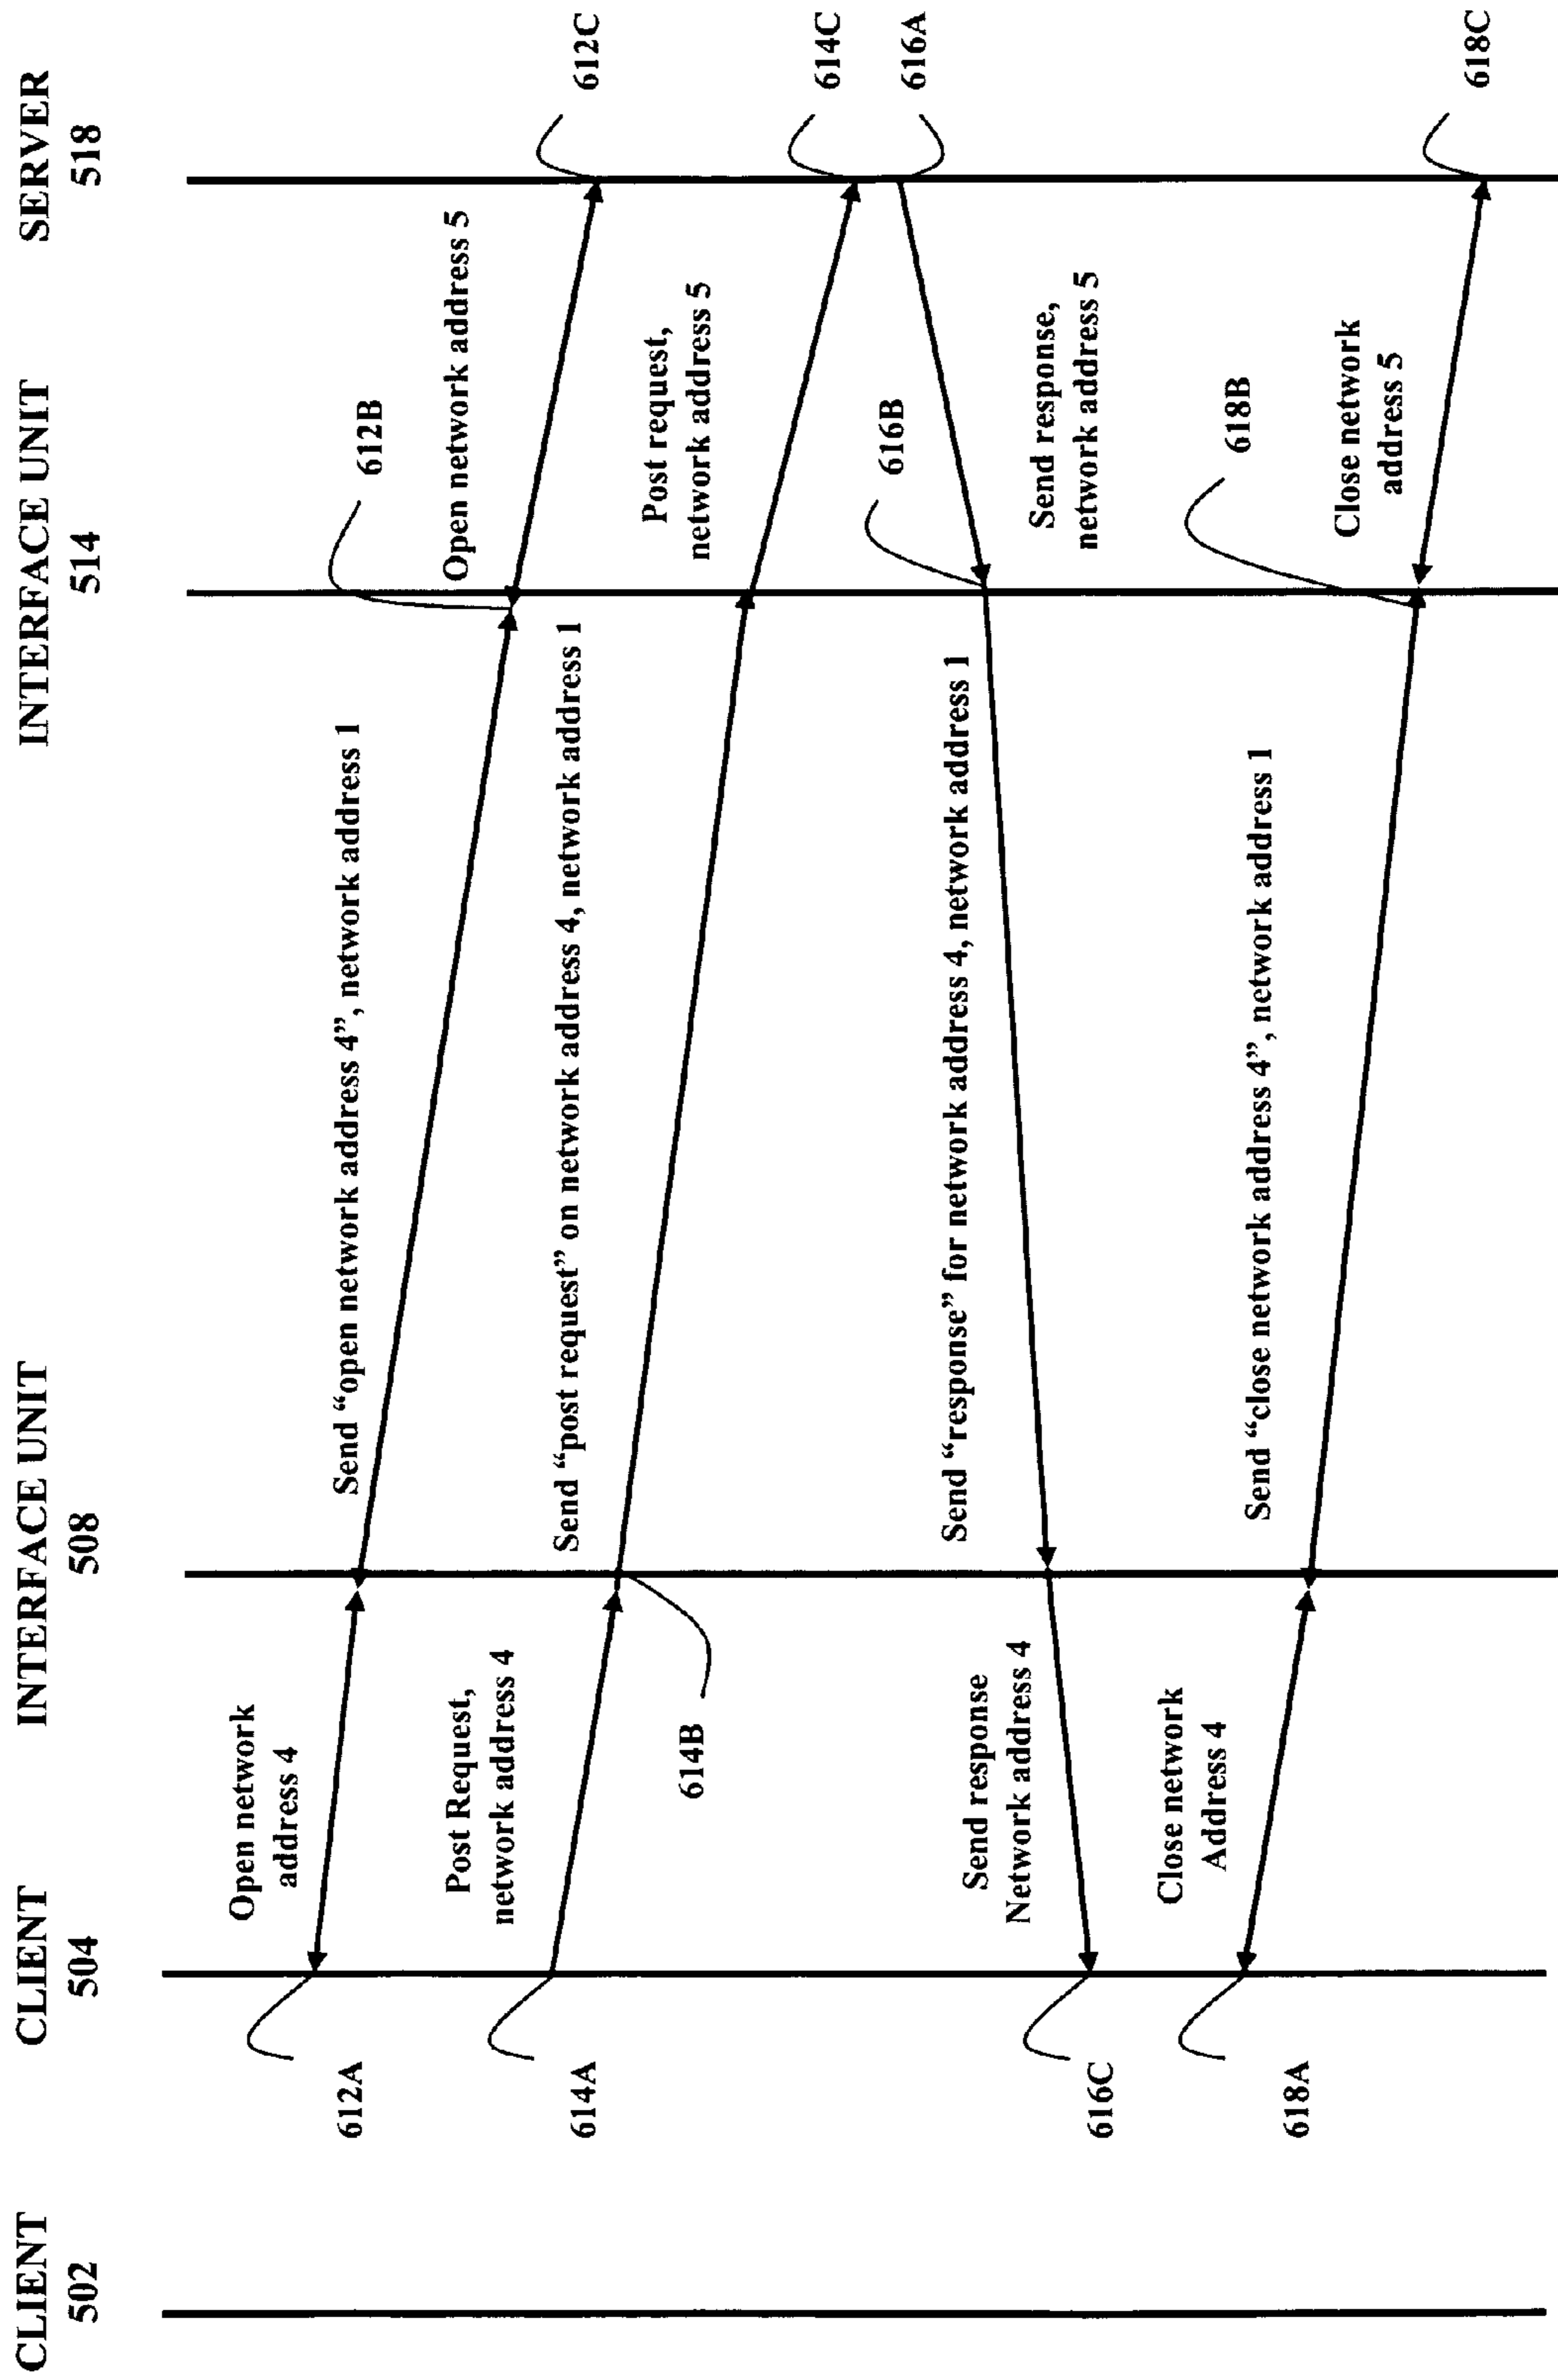 CLIENT
502
CLIENT
504
INTERFACE UNIT
508
INTERFACE UNIT
514
SERVER
518
Open network
address 4
612A
Send “open network address 4”, network address 1
612B
Open network address 5
612C
Post Request,
network address 4
614A
614B
Send “post request” on network address 4, network address 1
Post request,
network address 5
614C
616A
616B
Send response,
network address 5
Send “response” for network address 4, network address 1
Send response
Network address 4
616C
Close network
Address 4
618A
Send “close network address 4”, network address 1
618B
Close network
address 5
618C